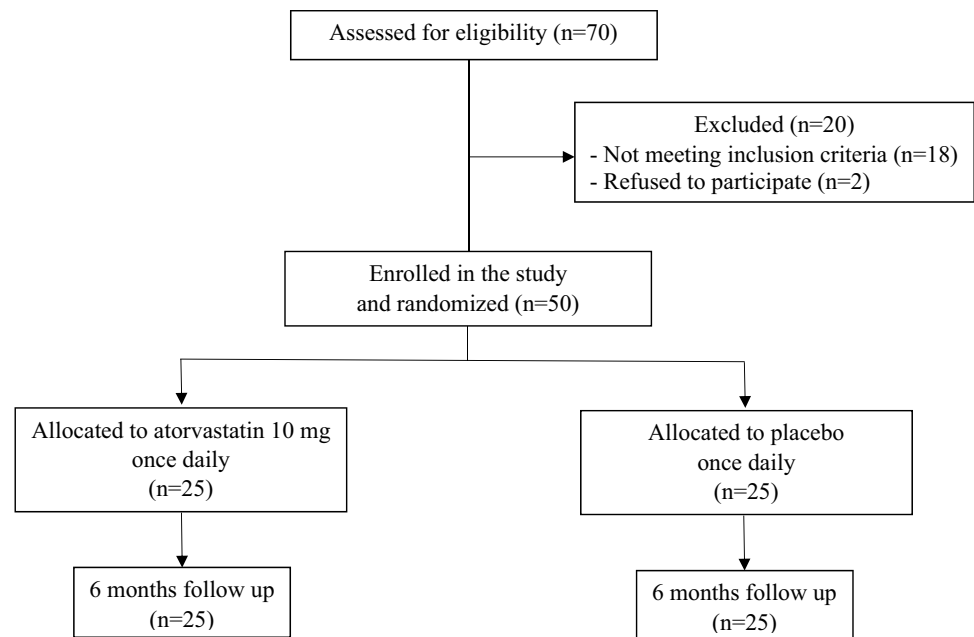 Assessed for eligibility (n=70)
Excluded (n=20)
- Not meeting inclusion criteria (n=18)
- Refused to participate (n=2)
Enrolled in the study
and randomized (n=50)
Allocated to atorvastatin 10 mg
once daily
(n=25)
Allocated to placebo
once daily
(n=25)
6 months follow up
(n=25)
6 months follow up
(n=25)